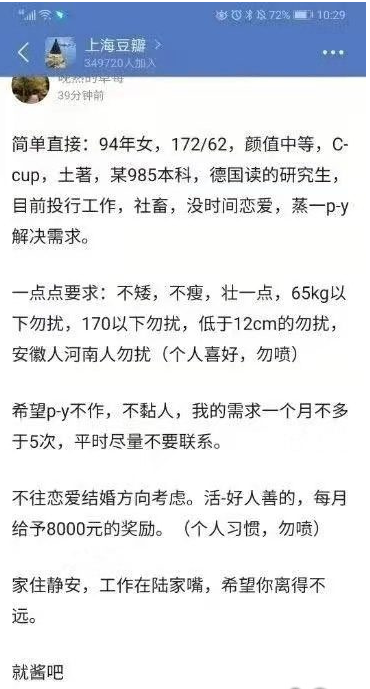 72% 10:29
上海豆瓣
349720人加入
39分钟前
简单直接：94年女，172/62，颜值中等，C-
cup，土著，某985本科，德国读的研究生，
目前投行工作，社畜，没时间恋爱，蒸一p-y
解决需求。
一点点要求：不矮，不瘦，壮一点，65kg以
下勿扰，170以下勿扰，低于12cm的勿扰，
安徽人河南人勿扰（个人喜好，勿喷）
希望p-y不作，不黏人，我的需求一个月不多
于5次，平时尽量不要联系。
不往恋爱结婚方向考虑。活-好人善的，每月
给予8000元的奖励。（个人习惯，勿喷）
家住静安，工作在陆家嘴，希望你离得不
远。
就酱吧